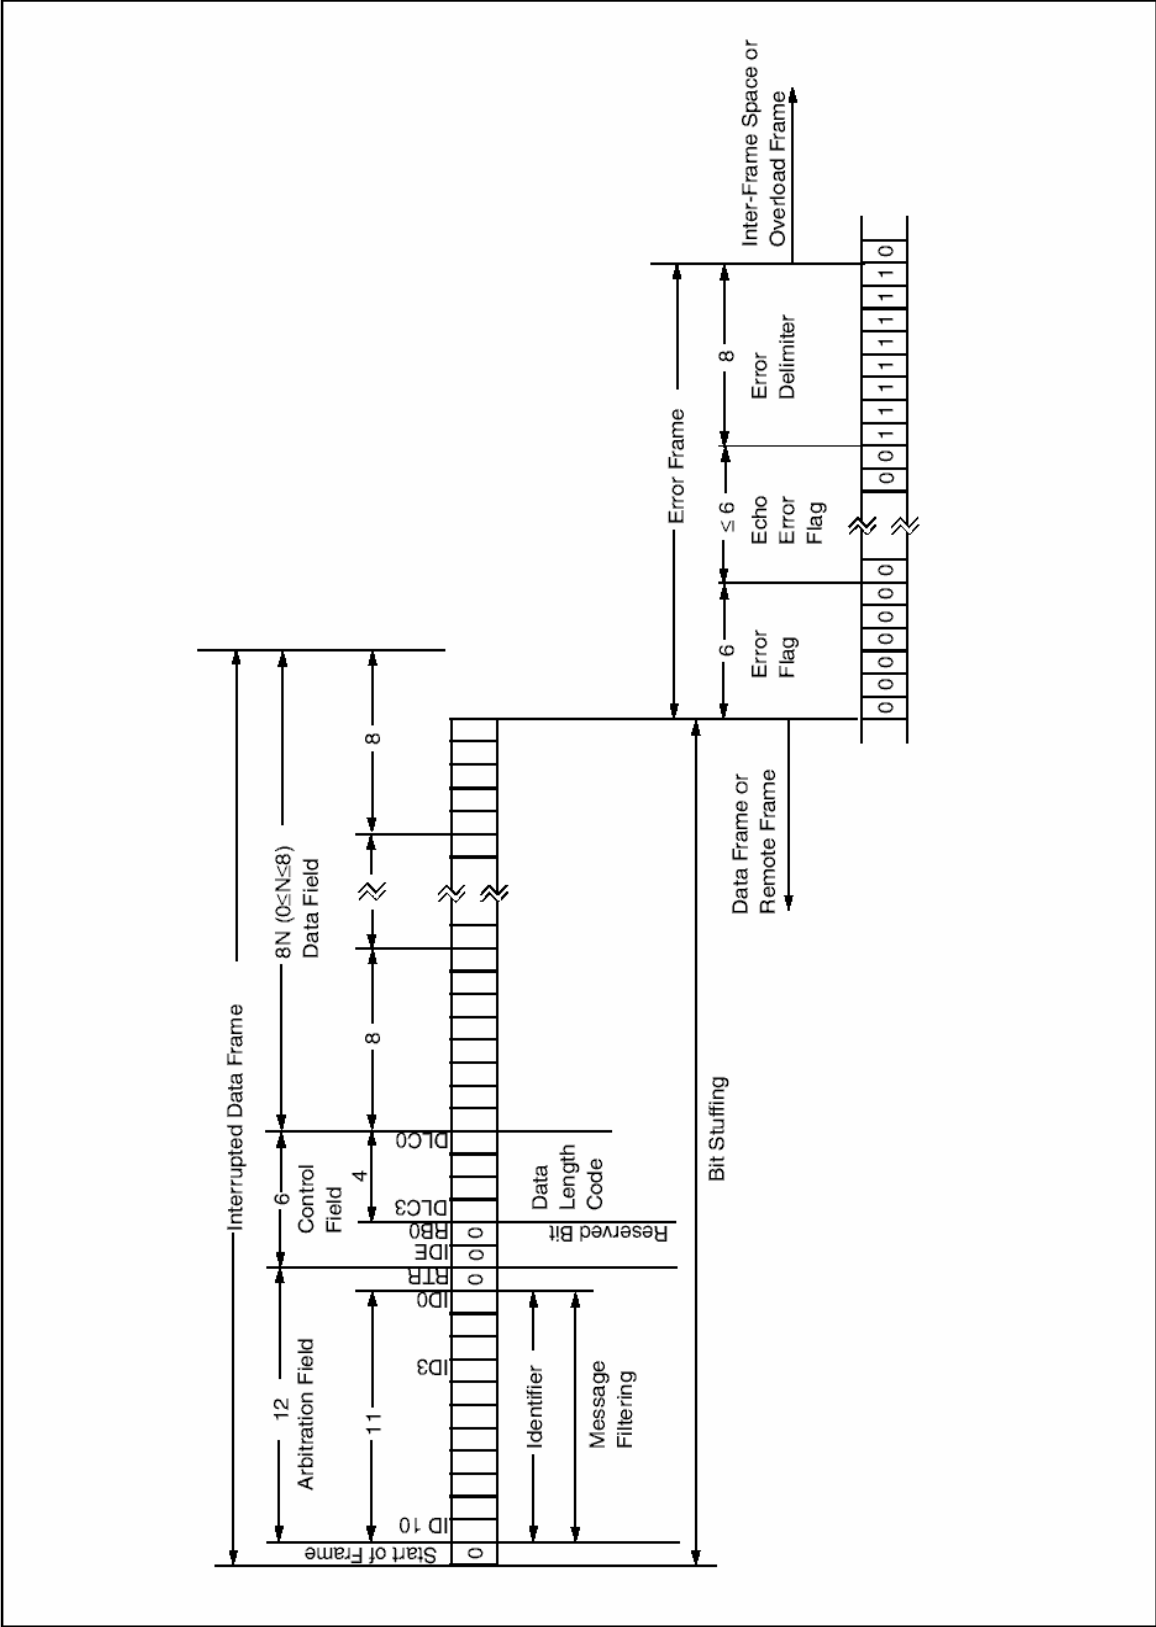 Interrupted Data Frame
12
Arbitration Field
6
Control
Field
8N (0≤N≤8)
Data Field
11
4
8
8
Start of Frame
ID 10
ID3
ID0
RTR
IDE
RB0
DLC3
DLC0
0
0
0
0
Identifier
Message
Filtering
Reserved Bit
Data
Length
Code
Bit Stuffing
Data Frame or
Remote Frame
Error Frame
6
Error
Flag
≤ 6
Echo
Error
Flag
8
Error
Delimiter
Inter-Frame Space or
Overload Frame
0 0 0 0 0 0 0 0 0 1 1 1 1 1 1 1 1 0